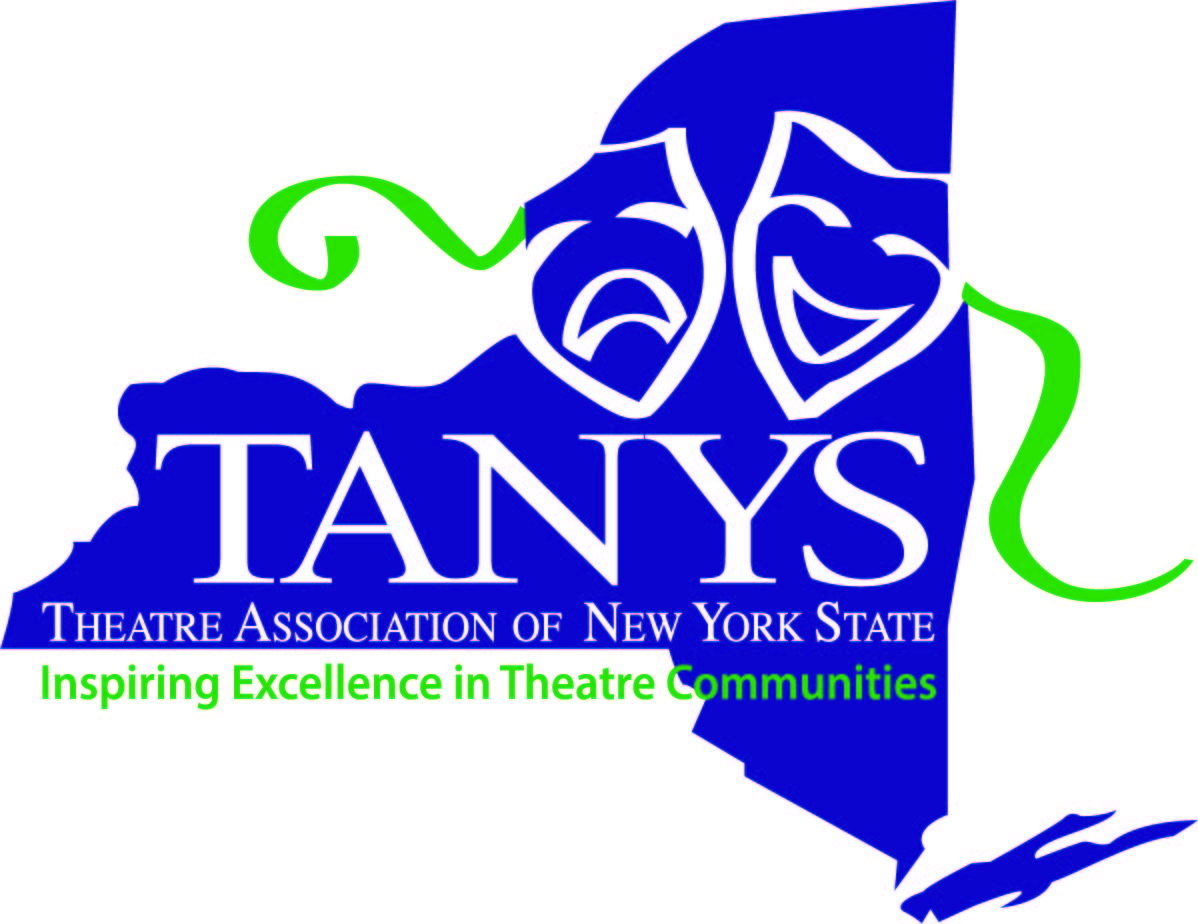 TANYS
THEATRE ASSOCIATION OF NEW YORK STATE
Inspiring Excellence in Theatre Communities